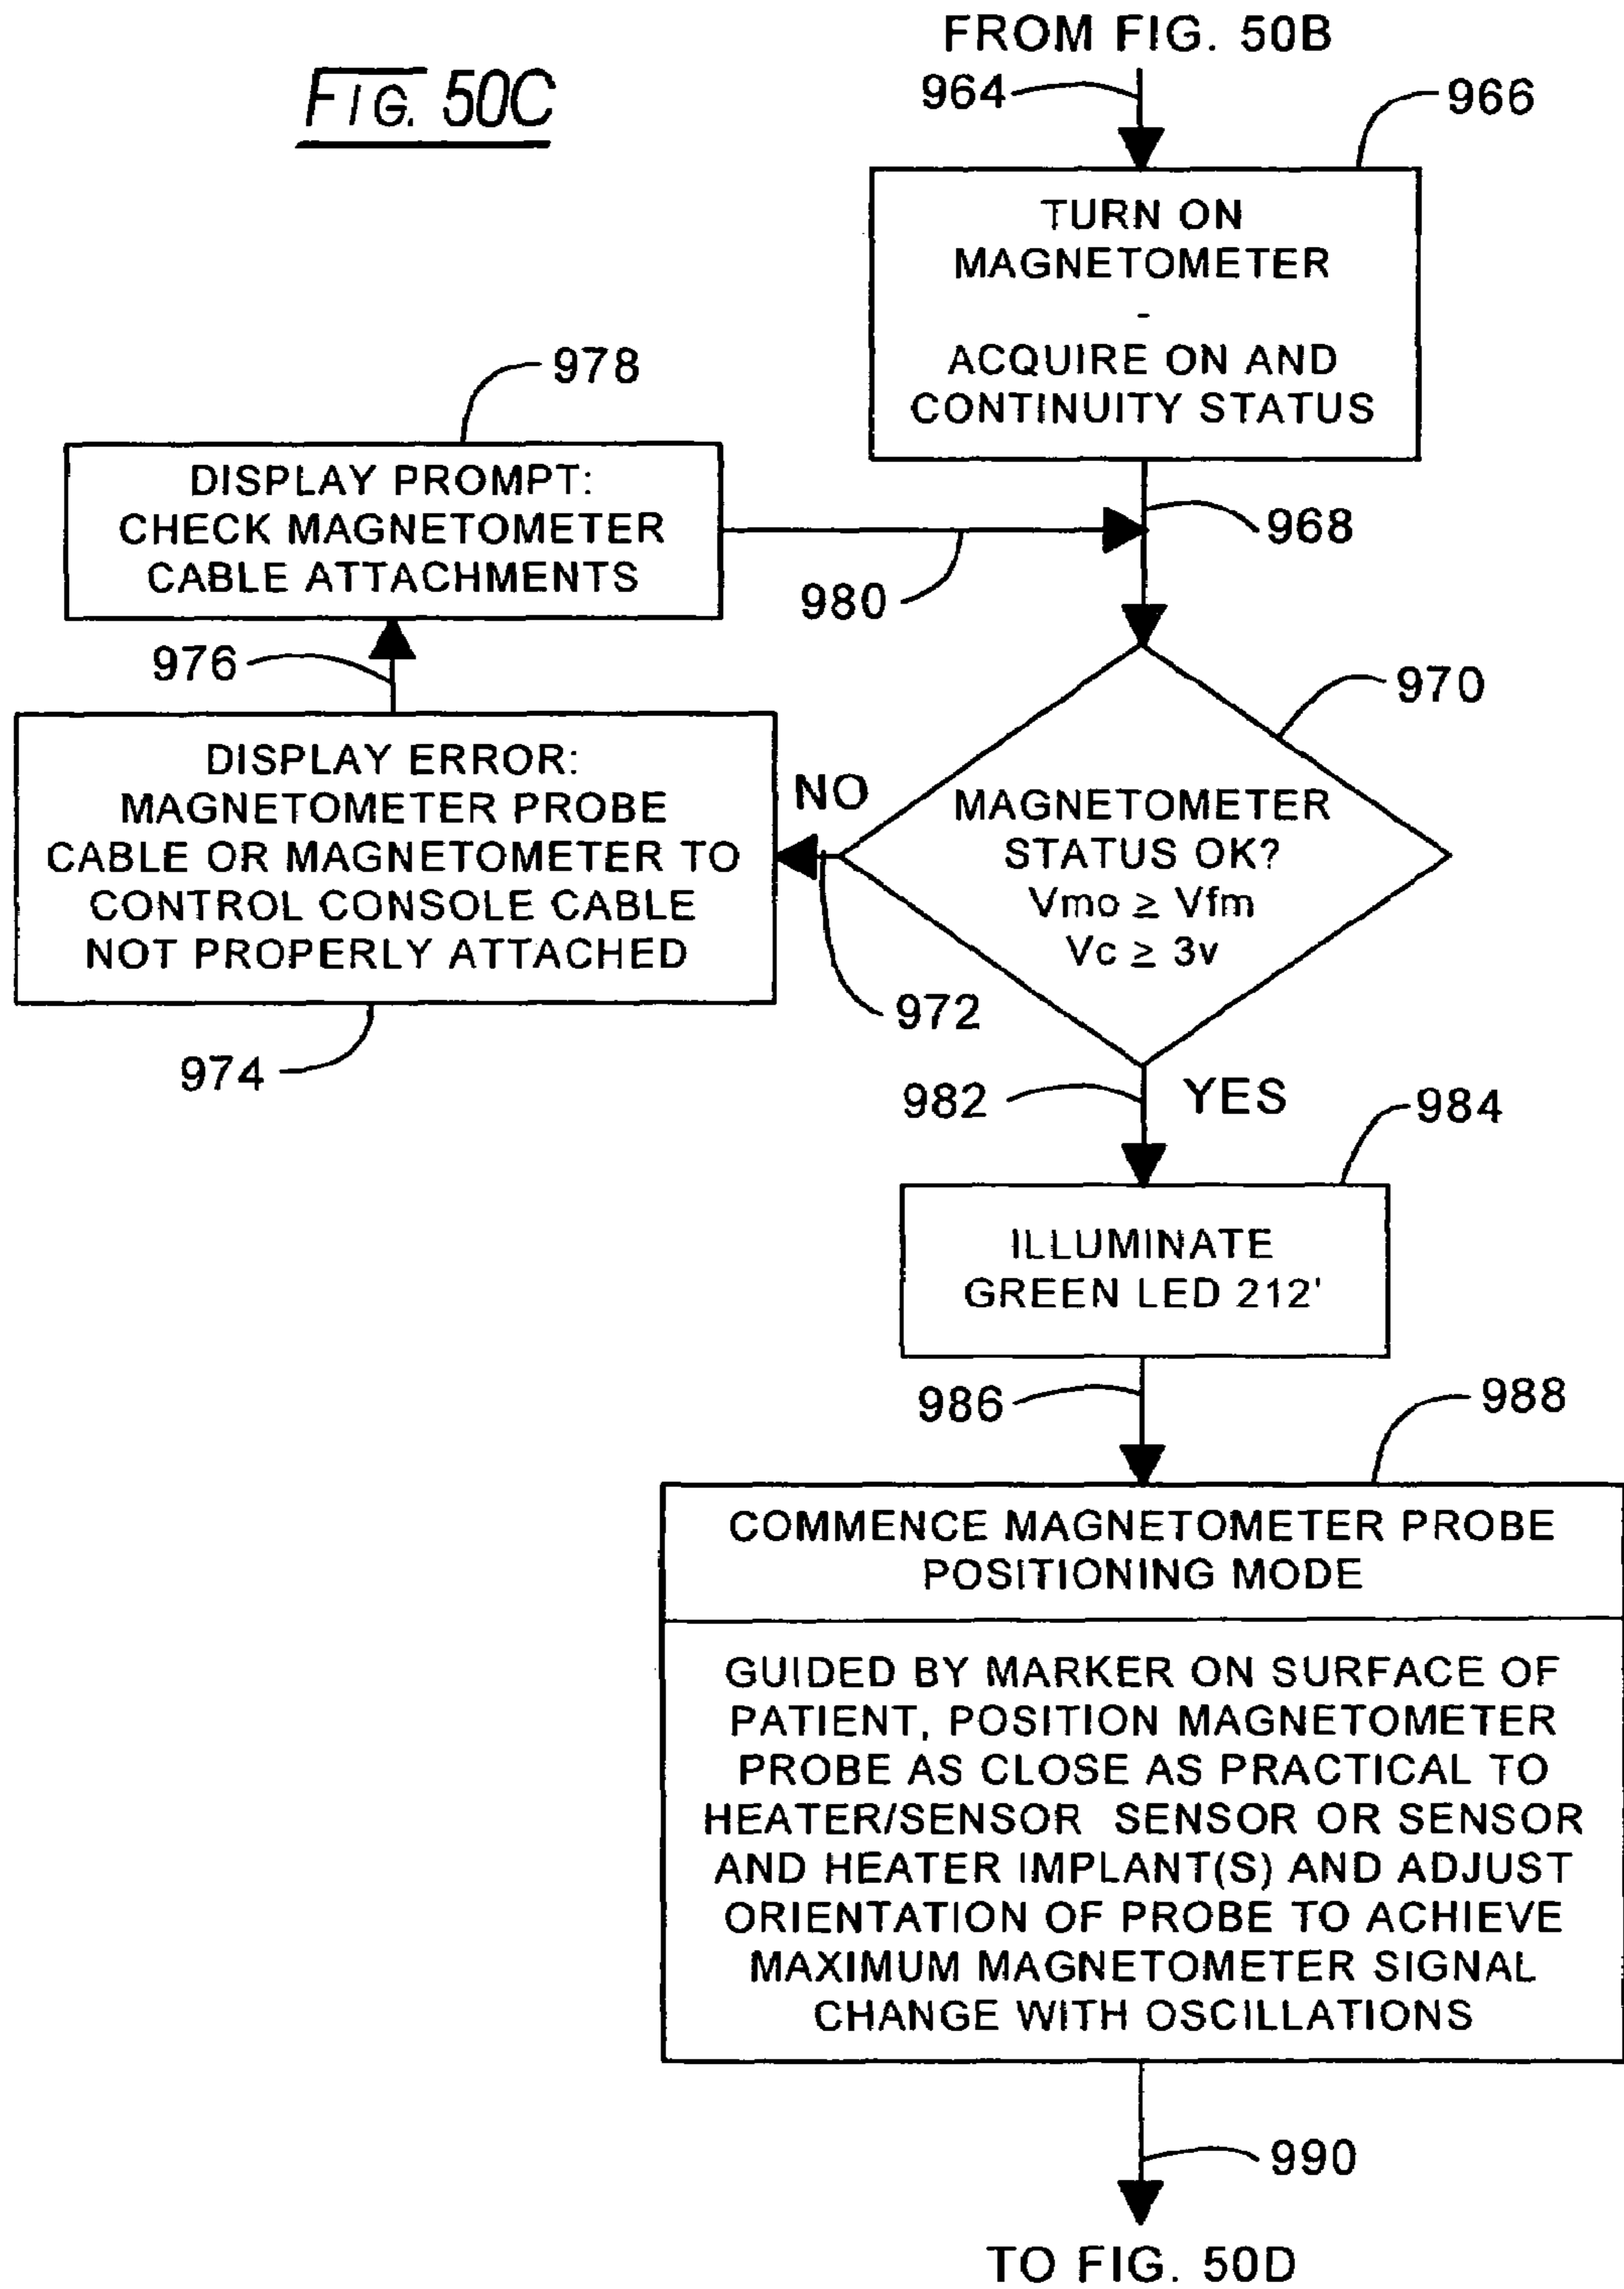 FROM FIG. 50B
FIG. 50C
964
966
TURN ON
MAGNETOMETER
-
ACQUIRE ON AND
CONTINUITY STATUS
978
DISPLAY PROMPT:
CHECK MAGNETOMETER
CABLE ATTACHMENTS
968
980
976
970
DISPLAY ERROR:
MAGNETOMETER PROBE
CABLE OR MAGNETOMETER TO
CONTROL CONSOLE CABLE
NOT PROPERLY ATTACHED
NO
MAGNETOMETER
STATUS OK?
Vmo ≥ Vfm
Vc ≥ 3v
972
974
982
YES
984
ILLUMINATE
GREEN LED 212'
986
988
COMMENCE MAGNETOMETER PROBE
POSITIONING MODE
GUIDED BY MARKER ON SURFACE OF
PATIENT, POSITION MAGNETOMETER
PROBE AS CLOSE AS PRACTICAL TO
HEATER/SENSOR SENSOR OR SENSOR
AND HEATER IMPLANT(S) AND ADJUST
ORIENTATION OF PROBE TO ACHIEVE
MAXIMUM MAGNETOMETER SIGNAL
CHANGE WITH OSCILLATIONS
990
TO FIG. 50D